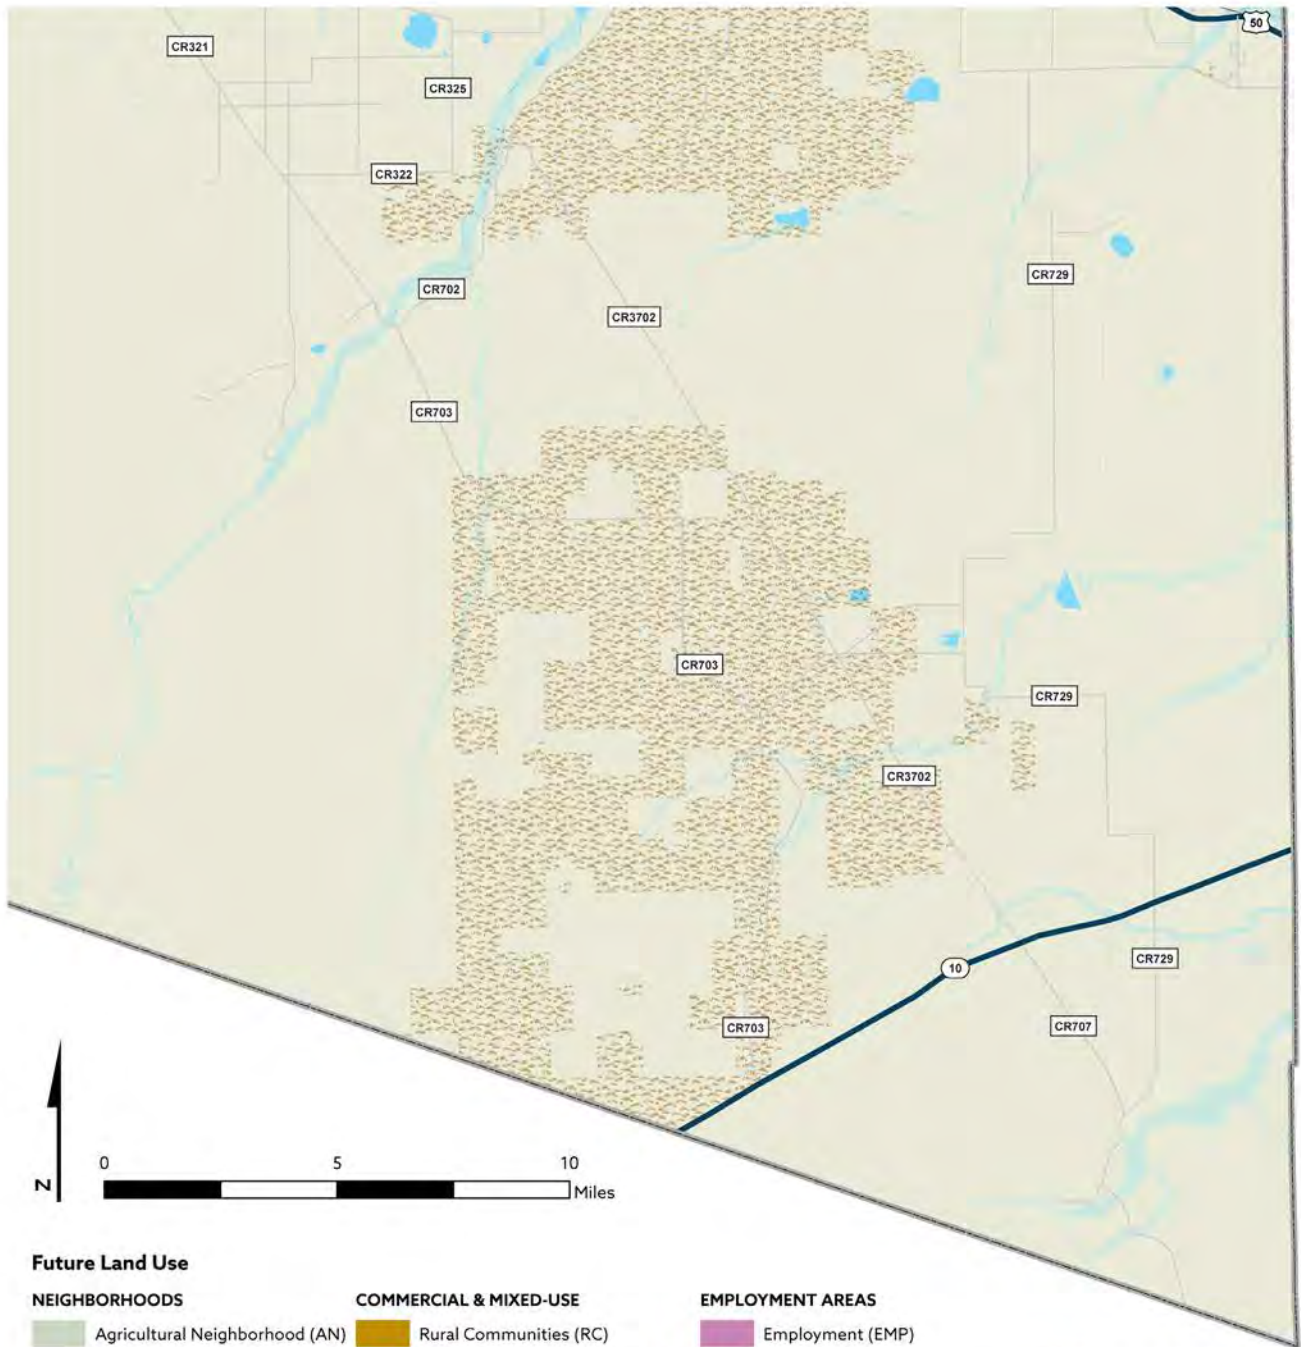 50
CR321
CR325
CR322
CR729
CR702
CR3702
CR703
CR703
CR729
CR3702
CR729
10
CR703
CR707
N
0 5 10
Miles
Future Land Use
NEIGHBORHOODS COMMERCIAL & MIXED-USE EMPLOYMENT AREAS
Agricultural Neighborhood (AN) Rural Communities (RC) Employment (EMP)